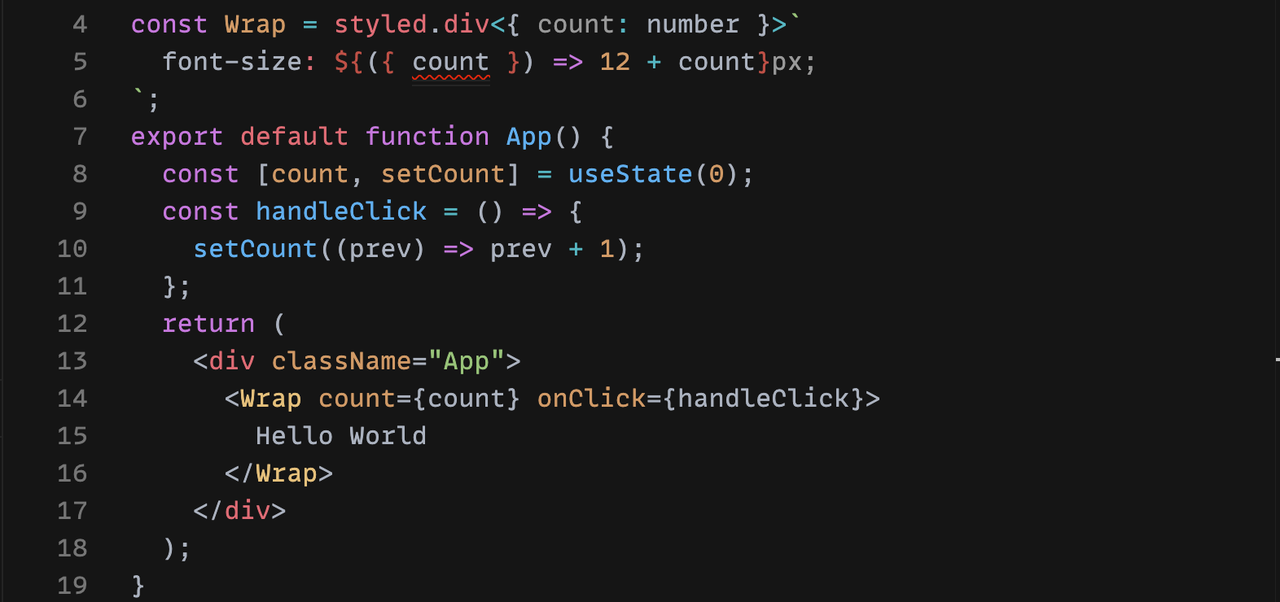 4 const Wrap = styled.div<{ count: number }>`
5   font-size: ${({ count }) => 12 + count}px;
6 `;
7 export default function App() {
8   const [count, setCount] = useState(0);
9   const handleClick = () => {
10     setCount((prev) => prev + 1);
11   };
12   return (
13     <div className="App">
14       <Wrap count={count} onClick={handleClick}>
15         Hello World
16       </Wrap>
17     </div>
18   );
19 }